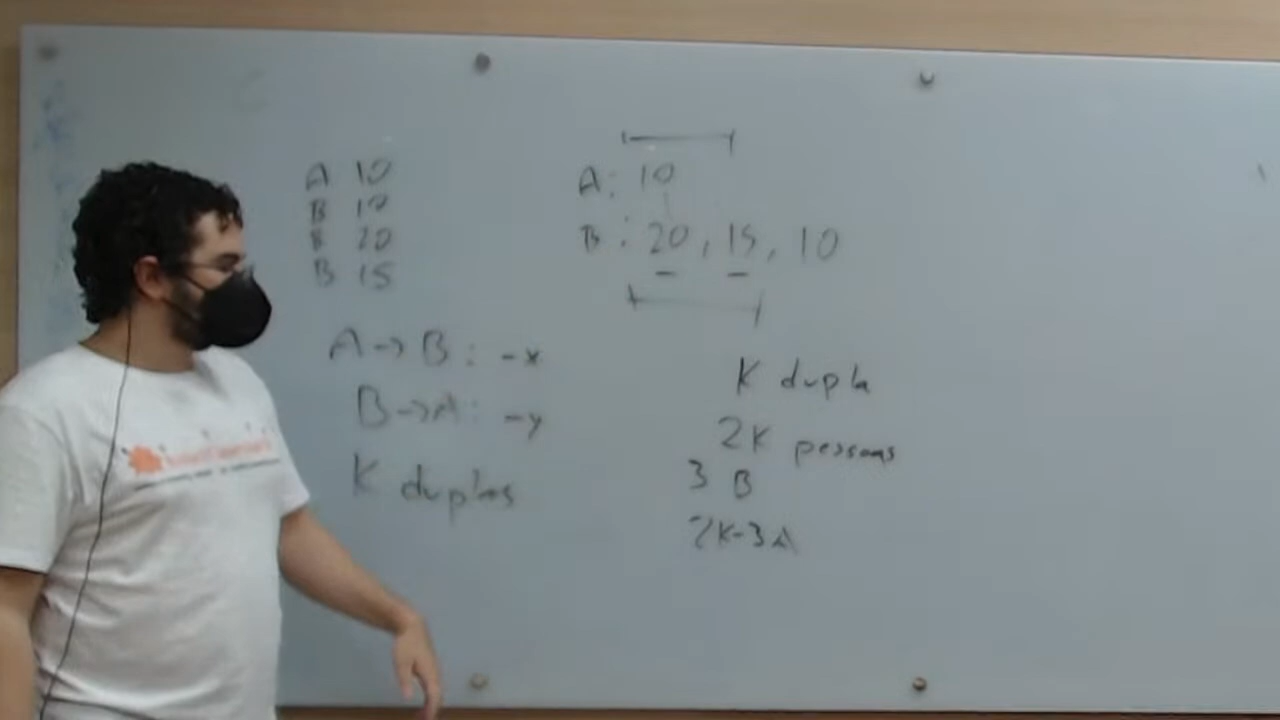 A 10
B 10
B 20
B 15
A → B : -x
B → A : -y
K duplas
A: 10
B: 20, 15, 10
K dupla
2K pessoas
3 B
2K-3A